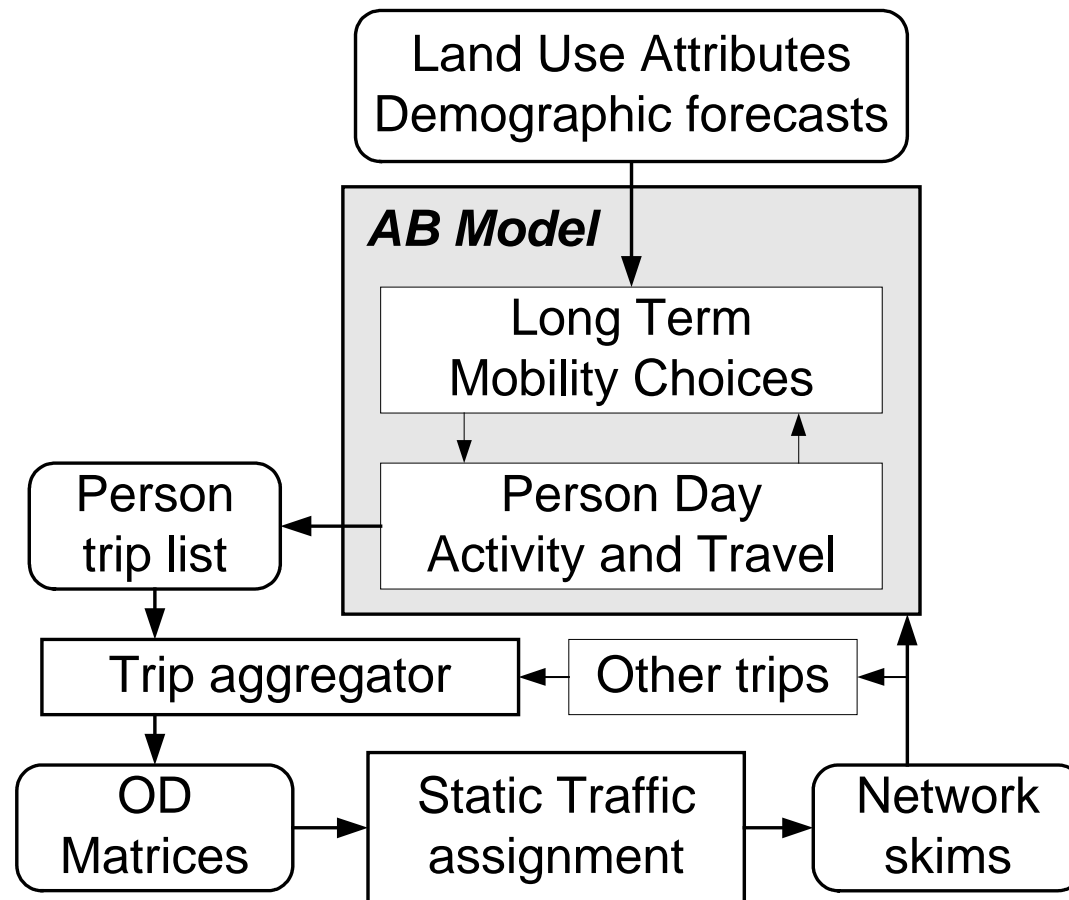 Land Use Attributes
Demographic forecasts
AB Model
Long Term
Mobility Choices
Person Day
Activity and Travel
Person
trip list
Trip aggregator
Other trips
OD
Matrices
Static Traffic
assignment
Network
skims